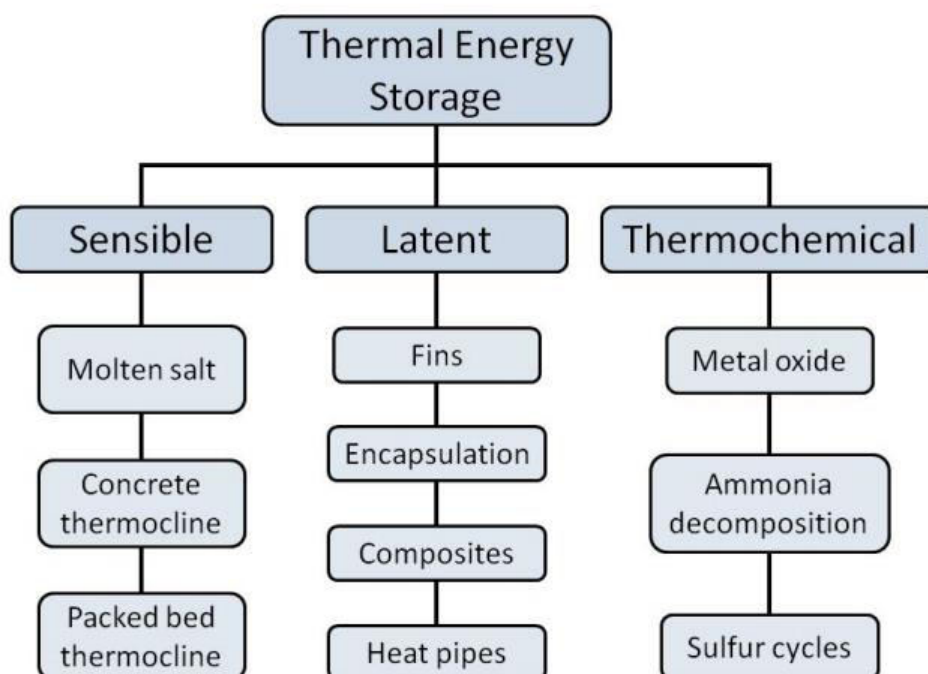 Thermal Energy
Storage
Sensible
Latent
Thermochemical
Molten salt
Concrete
thermocline
Packed bed
thermocline
Fins
Encapsulation
Composites
Heat pipes
Metal oxide
Ammonia
decomposition
Sulfur cycles